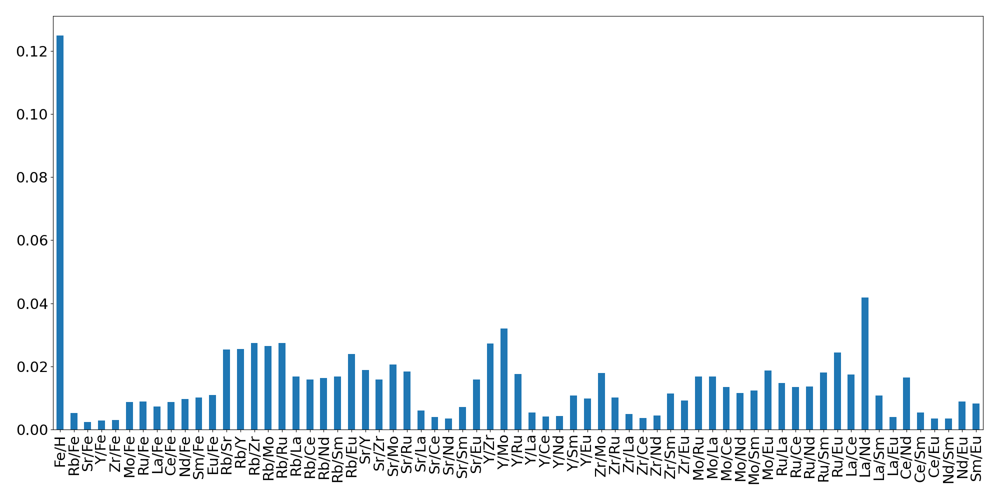 0.12
0.10
0.08
0.06
0.04
0.02
0.00
Fe/H
Rb/Fe
Sr/Fe
Y/Fe
Zr/Fe
Mo/Fe
Ru/Fe
La/Fe
Ce/Fe
Nd/Fe
Sm/Fe
Eu/Fe
Rb/Sr
Rb/Y
Rb/Zr
Rb/Mo
Rb/Ru
Rb/La
Rb/Ce
Rb/Nd
Rb/Sm
Rb/Eu
Sr/Y
Sr/Zr
Sr/Mo
Sr/Ru
Sr/La
Sr/Ce
Sr/Nd
Sr/Sm
Sr/Eu
Y/Zr
Y/Mo
Y/Ru
Y/La
Y/Ce
Y/Nd
Y/Sm
Y/Eu
Zr/Mo
Zr/Ru
Zr/La
Zr/Ce
Zr/Nd
Zr/Sm
Zr/Eu
Mo/Ru
Mo/La
Mo/Ce
Mo/Nd
Mo/Sm
Mo/Eu
Ru/La
Ru/Ce
Ru/Nd
Ru/Sm
Ru/Eu
La/Ce
La/Nd
La/Sm
La/Eu
Ce/Nd
Ce/Sm
Ce/Eu
Nd/Sm
Nd/Eu
Sm/Eu